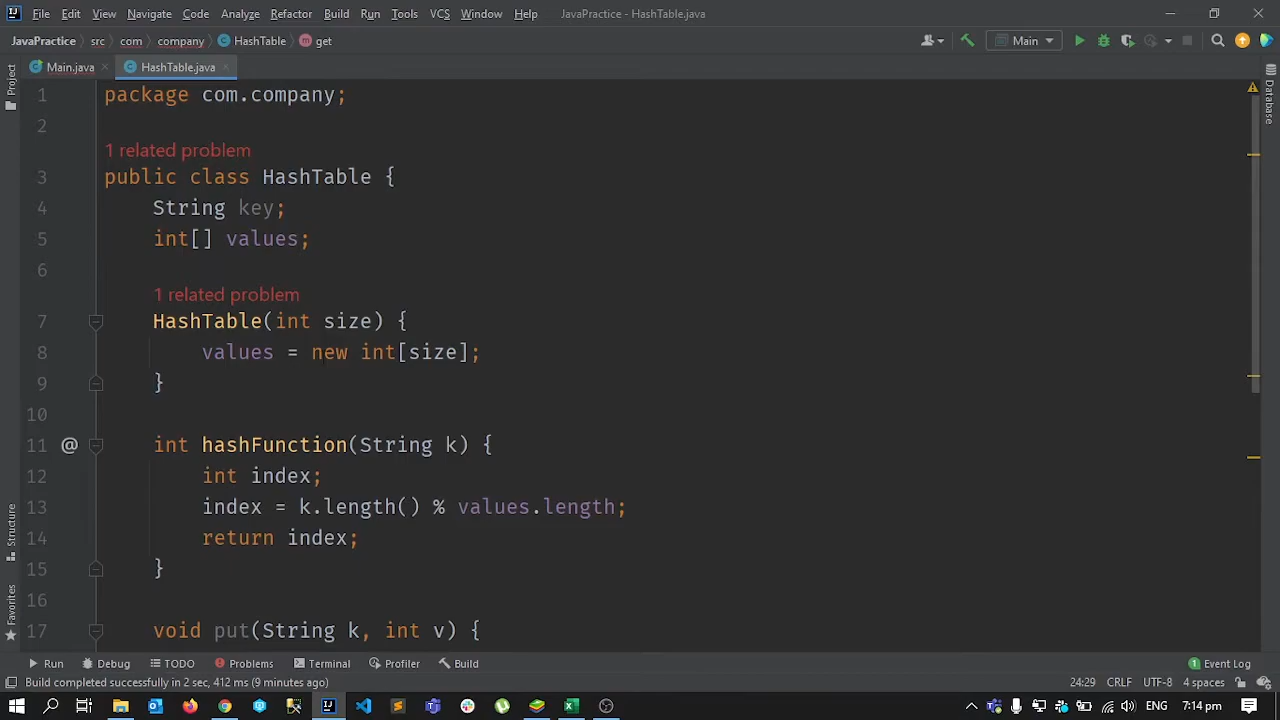 File Edit View Navigate Code Analyze Refactor Build Run Tools VCS Window Help JavaPractice - HashTable.java
JavaPractice src com company HashTable get Main
Main.java HashTable.java
Project
Database
1 package com.company;
2
1 related problem
3 public class HashTable {
4 String key;
5 int[] values;
6
1 related problem
7 HashTable(int size) {
8 values = new int[size];
9 }
10
11 @ int hashFunction(String k) {
12 int index;
13 index = k.length() % values.length;
14 return index;
15 }
16
17 void put(String k, int v) {
Structure
Favorites
Run Debug TODO Problems Terminal Profiler Build 1 Event Log
Build completed successfully in 2 sec, 412 ms (9 minutes ago) 24:29 CRLF UTF-8 4 spaces
ENG 7:14 pm